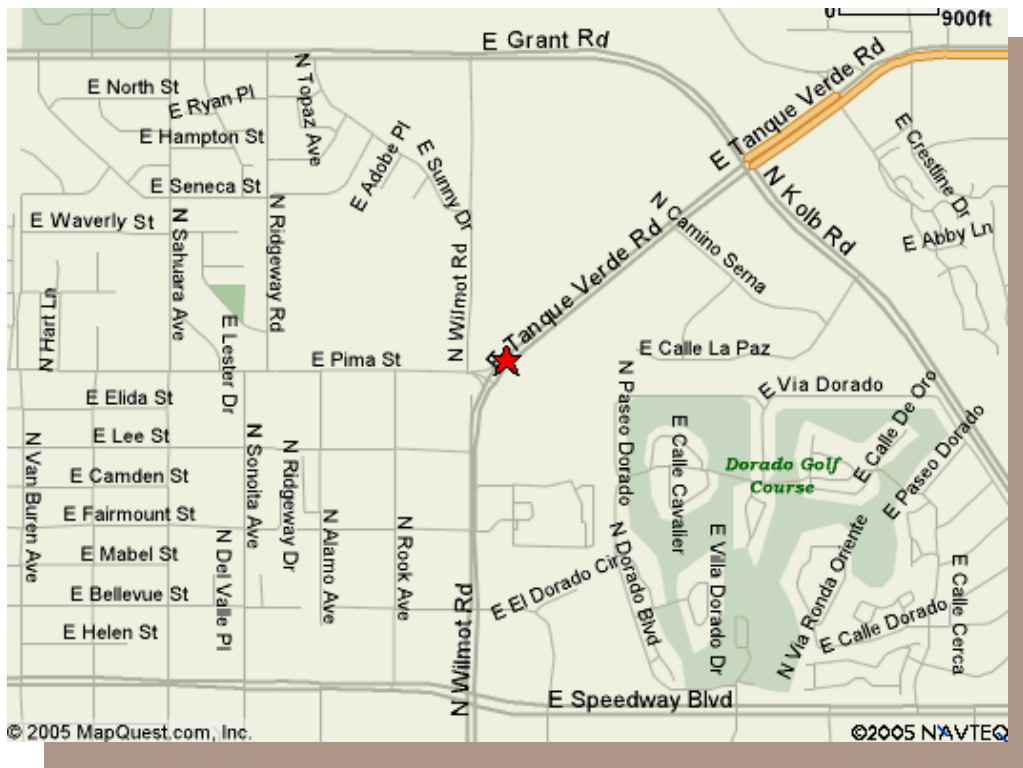 0
900ft
E Grant Rd
E Tanque Verde Rd
E North St
E Ryan Pl
N Topaz Ave
E Hampton St
E Adobe Pl
E Sunny Dr
E Crestline Dr
E Seneca St
N Kolb Rd
E Waverly St
N Sahuara Ave
N Ridgeway Rd
N Wilmot Rd
E Tanque Verde Rd
N Camino Serna
E Abby Ln
E Lester Dr
E Pima St
E Calle La Paz
E Elida St
N Paseo Dorado
E Via Dorado
E Calle De Oro
E Lee St
N Van Buren Ave
N Sonoita Ave
N Ridgeway Dr
E Calle Cavalier
Dorado Golf
Course
E Paseo Dorado
E Camden St
E Fairmount St
N Del Valle Pl
N Alamo Ave
N Rook Ave
N Dorado Blvd
E Villa Dorado Dr
N Via Ronda Oriente
E Mabel St
E El Dorado Cir
E Calle Cerca
E Bellevue St
N Wilmot Rd
E Calle Dorado
E Helen St
E Speedway Blvd
© 2005 MapQuest.com, Inc.
©2005 NAVTEQ